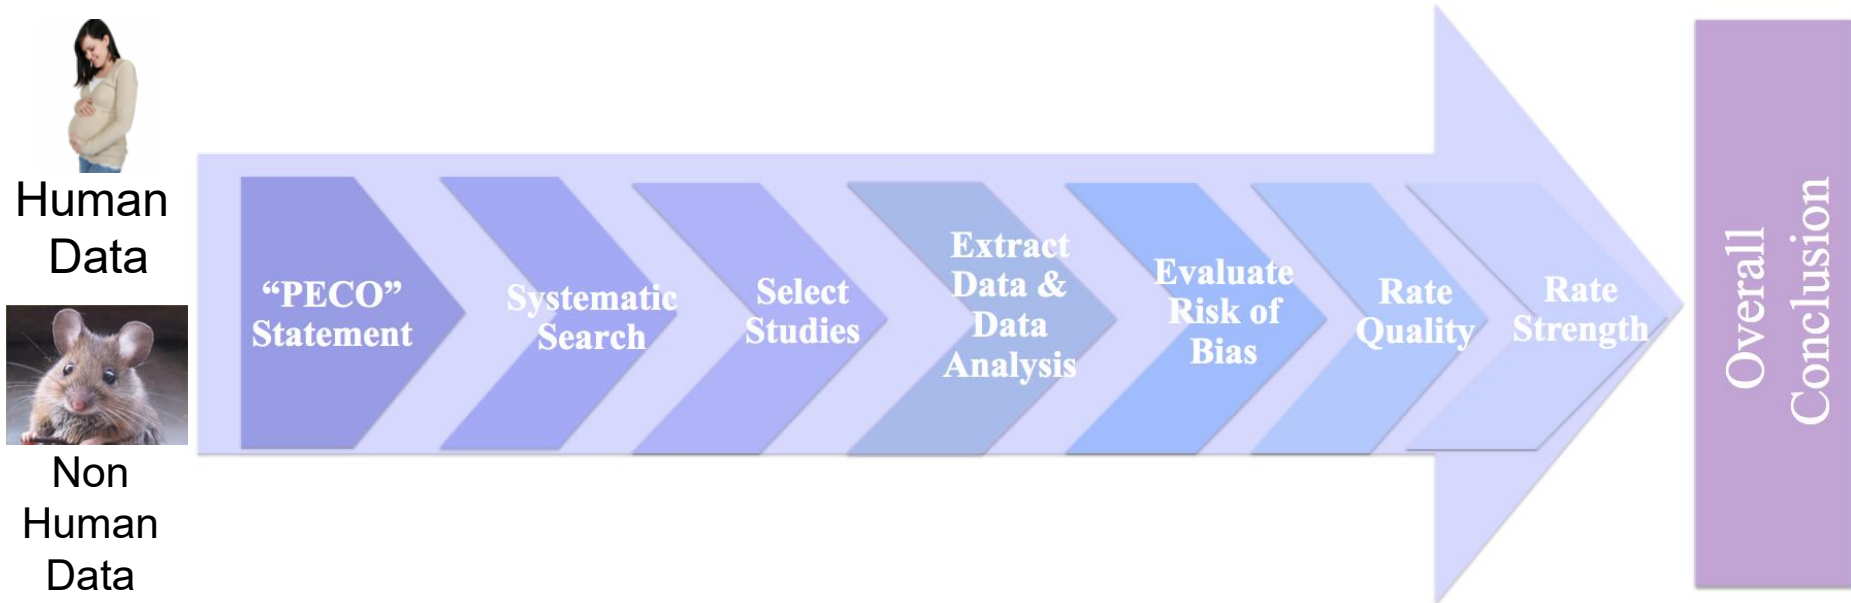 Human
Data
Non
Human
Data
“PECO”
Statement
Systematic
Search
Select
Studies
Extract
Data &
Data
Analysis
Evaluate
Risk of
Bias
Rate
Quality
Rate
Strength
Overall
Conclusion